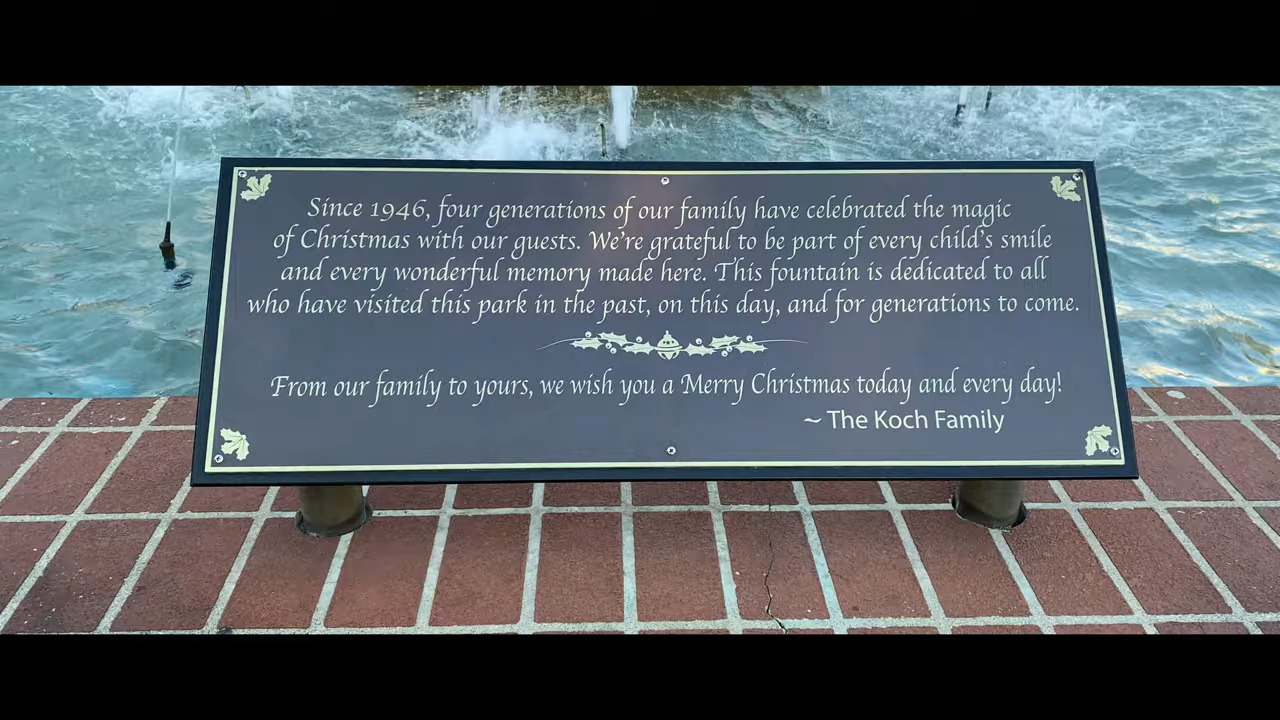 Since 1946, four generations of our family have celebrated the magic
of Christmas with our guests. We're grateful to be part of every child's smile
and every wonderful memory made here. This fountain is dedicated to all
who have visited this park in the past, on this day, and for generations to come.
From our family to yours, we wish you a Merry Christmas today and every day!
~ The Koch Family